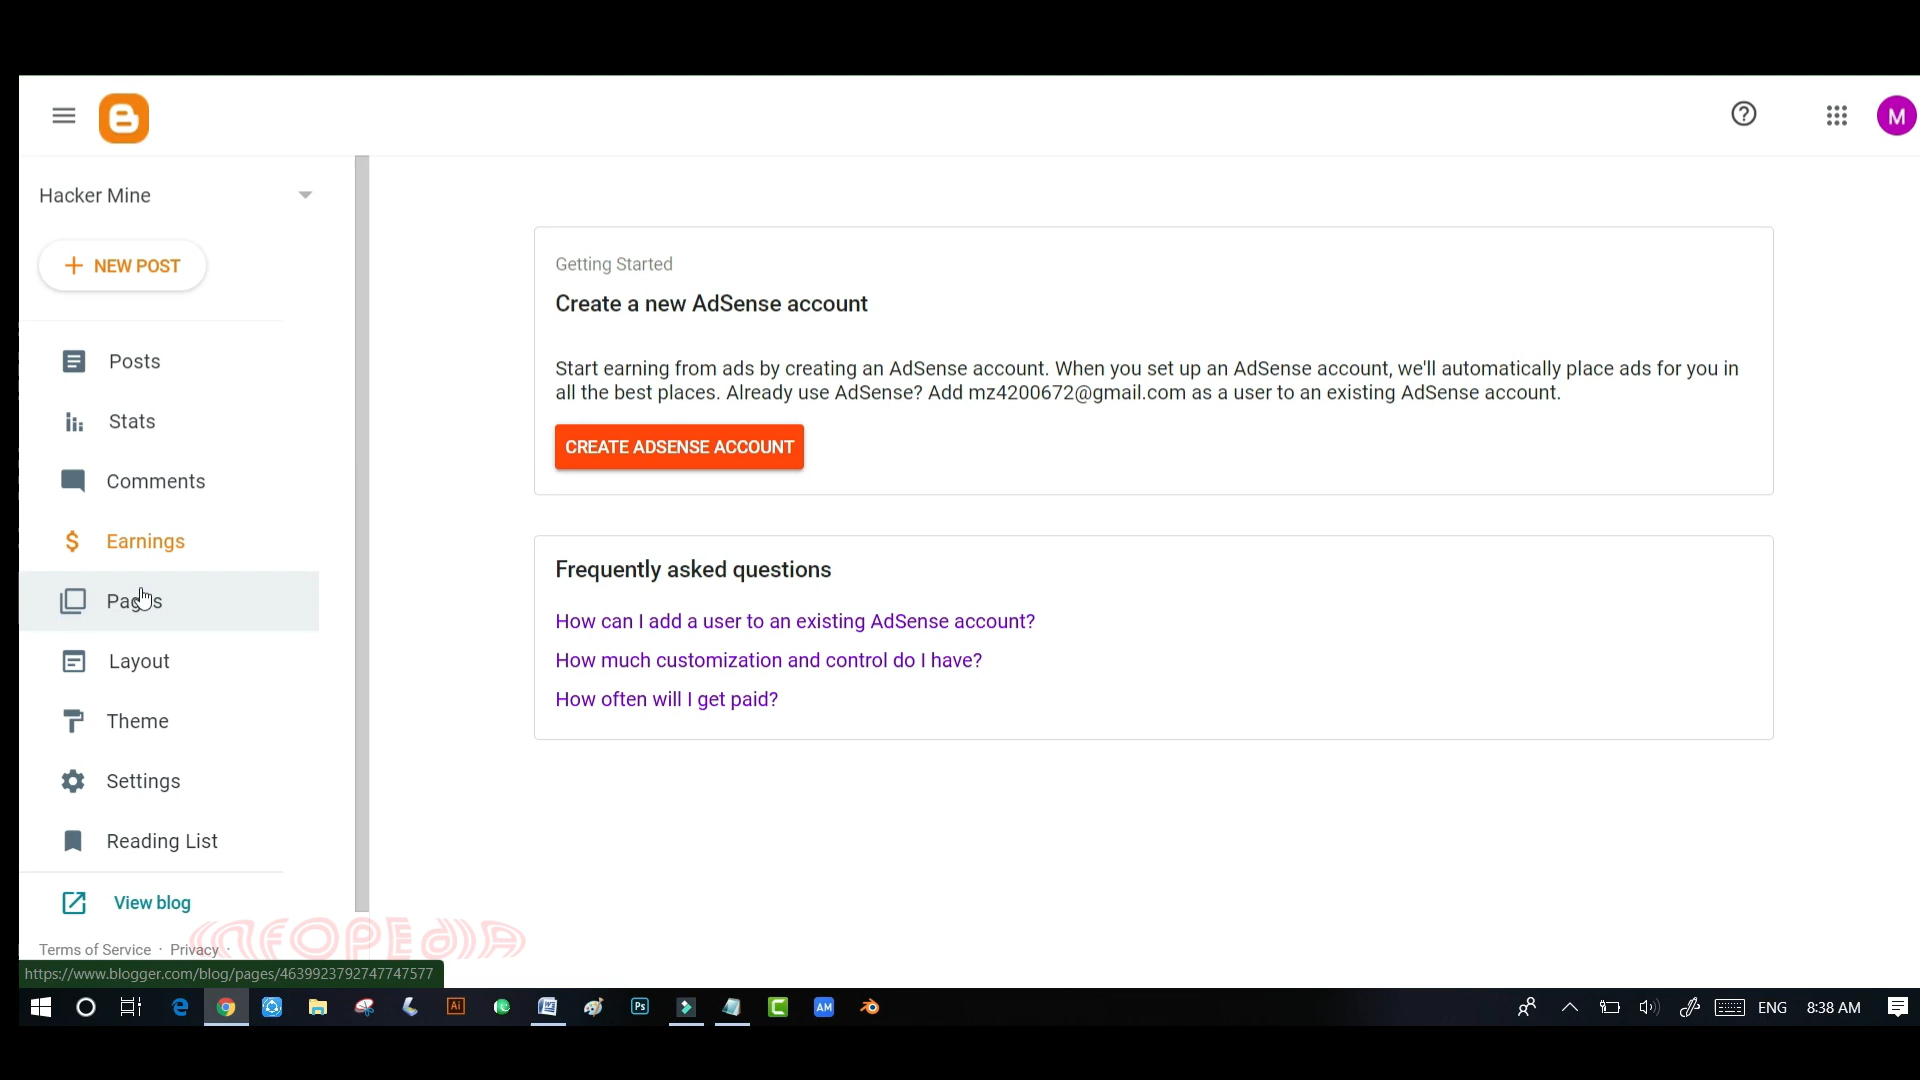 M
Hacker Mine
NEW POST
Posts
Stats
Comments
Earnings
Pages
Layout
Theme
Settings
Reading List
View blog
Terms of Service · Privacy ·
https://www.blogger.com/blog/pages/4639923792747747577
Getting Started
Create a new AdSense account
Start earning from ads by creating an AdSense account. When you set up an AdSense account, we'll automatically place ads for you in
all the best places. Already use AdSense? Add mz4200672@gmail.com as a user to an existing AdSense account.
CREATE ADSENSE ACCOUNT
Frequently asked questions
How can I add a user to an existing AdSense account?
How much customization and control do I have?
How often will I get paid?
INFOPEDIA
Ai
Ps
AM
ENG
8:38 AM